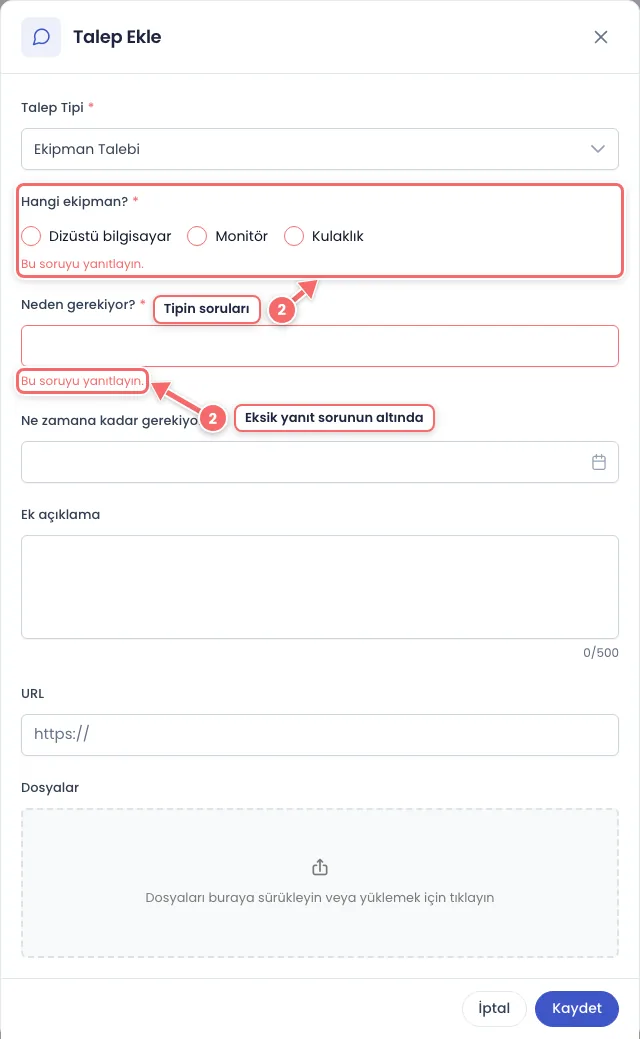 Talep Ekle
Talep Tipi *
Ekipman Talebi
Hangi ekipman? *
Dizüstü bilgisayar Monitör Kulaklık
Bu soruyu yanıtlayın.
Neden gerekiyor? * Tipin soruları 2
Bu soruyu yanıtlayın.
Ne zamana kadar gerekiyo 2 Eksik yanıt sorunun altında
Ek açıklama
0/500
URL
https://
Dosyalar
Dosyaları buraya sürükleyin veya yüklemek için tıklayın
İptal Kaydet